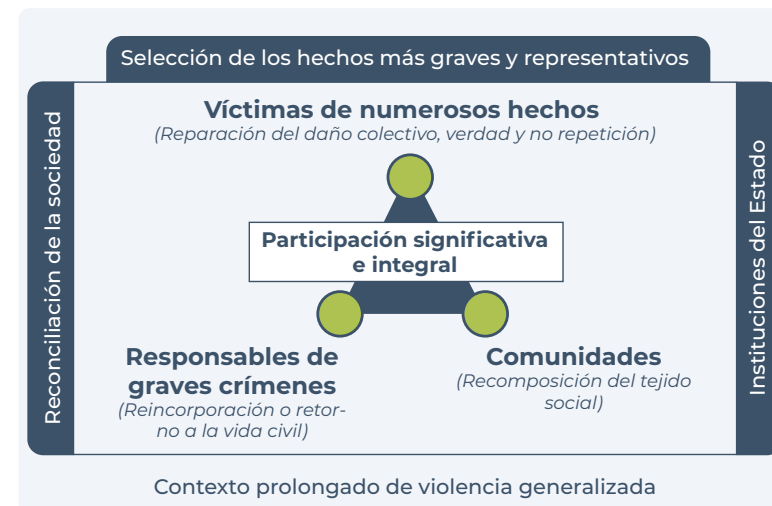 Selección de los hechos más graves y representativos
Reconciliación de la sociedad
Víctimas de numerosos hechos
(Reparación del daño colectivo, verdad y no repetición)
Participación significativa
e integral
Responsables de
graves crímenes
(Reincorporación o retor-
no a la vida civil)
Comunidades
(Recomposición del tejido
social)
Instituciones del Estado
Contexto prolongado de violencia generalizada